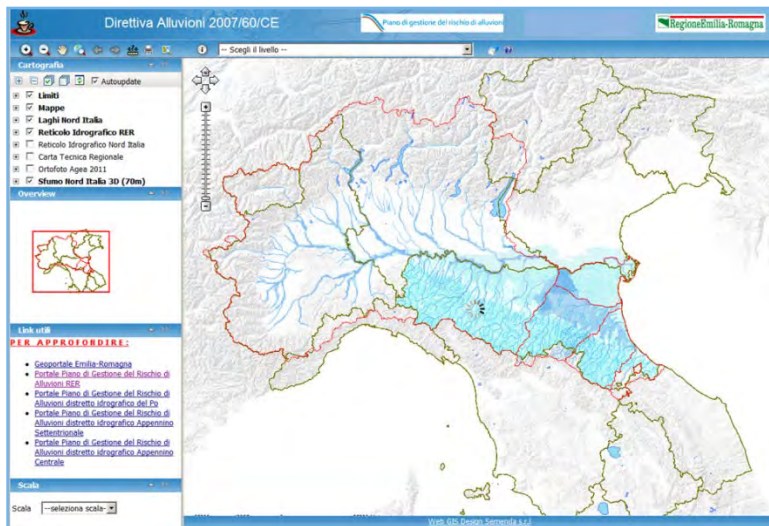 Direttiva Alluvioni 2007/60/CE
Piano di gestione del rischio di alluvioni
RegioneEmilia-Romagna
-- Scegli il livello --
Cartografia
Autoupdate
Limiti
Mappe
Laghi Nord Italia
Reticolo Idrografico RER
Reticolo Idrografico Nord Italia
Carta Tecnica Regionale
Ortofoto Agea 2011
Sfumo Nord Italia 3D (70m)
Overview
Link utili
PER APPROFORDIRE:
Geoportale Emilia-Romagna
Portale Piano di Gestione del Rischio di
Alluvioni RER
Portale Piano di Gestione del Rischio di
Alluvioni distretto idrografico del Po
Portale Piano di Gestione del Rischio di
Alluvioni distretto idrografico Appennino
Settentrionale
Portale Piano di Gestione del Rischio di
Alluvioni distretto idrografico Appennino
Centrale
Scala
Scala --seleziona scala--
Web GIS Design Semenda s.r.l